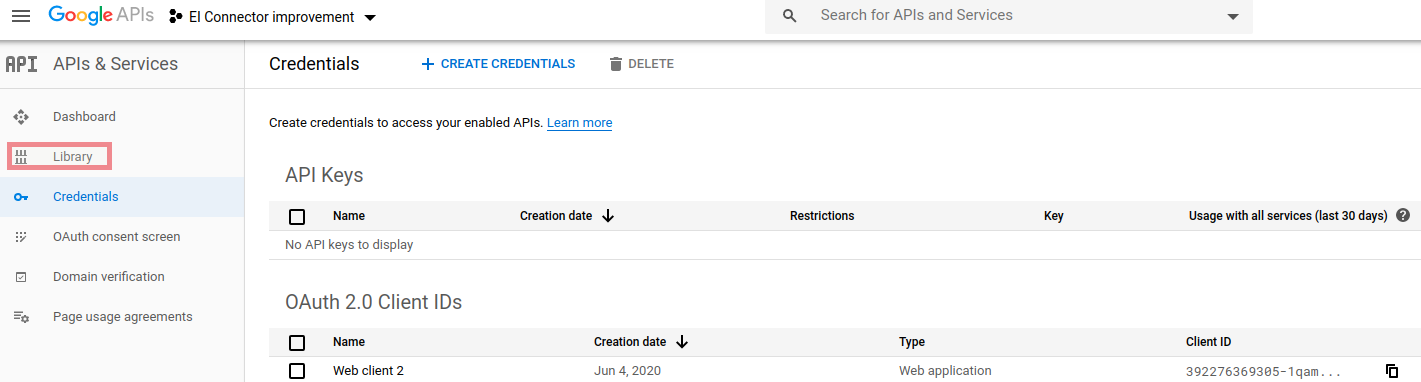 Google APIs EI Connector improvement Search for APIs and Services
API APIs & Services Credentials CREATE CREDENTIALS DELETE
Dashboard
Library
Credentials
OAuth consent screen
Domain verification
Page usage agreements
Create credentials to access your enabled APIs. Learn more
API Keys
Name Creation date Restrictions Key Usage with all services (last 30 days)
No API keys to display
OAuth 2.0 Client IDs
Name Creation date Type Client ID
Web client 2 Jun 4, 2020 Web application 392276369305-1qam...